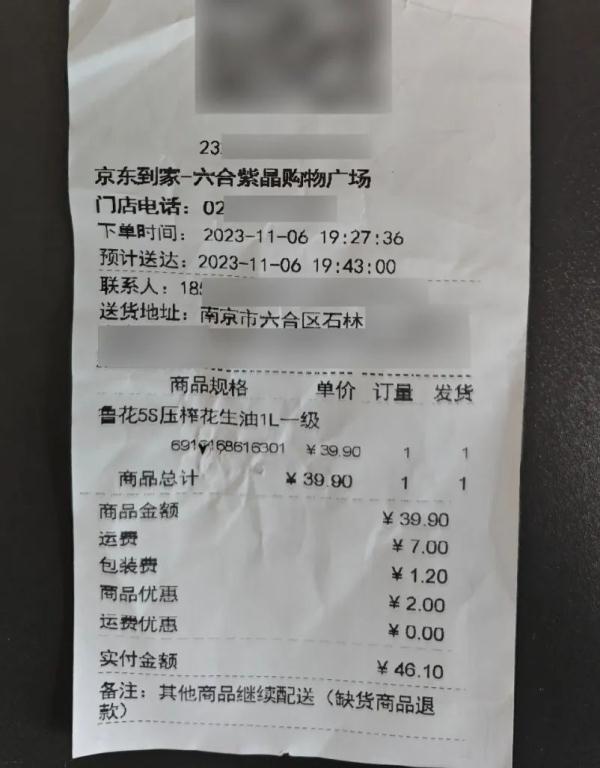 23
京东到家-六合紫晶购物广场
门店电话：02
下单时间： 2023-11-06 19:27:36
预计送达：2023-11-06 19:43:00
联系人：18
送货地址：南京市六合区石林
商品规格 单价 订量 发货
鲁花5S压榨花生油1L一级
￥39.90 1 1
商品总计 ￥39.90 1 1
商品金额 ￥39.90
运费 ￥7.00
包装费 ￥1.20
商品优惠 ￥2.00
运费优惠 ￥0.00
实付金额 ￥46.10
备注：其他商品继续配送（缺货商品退
款）